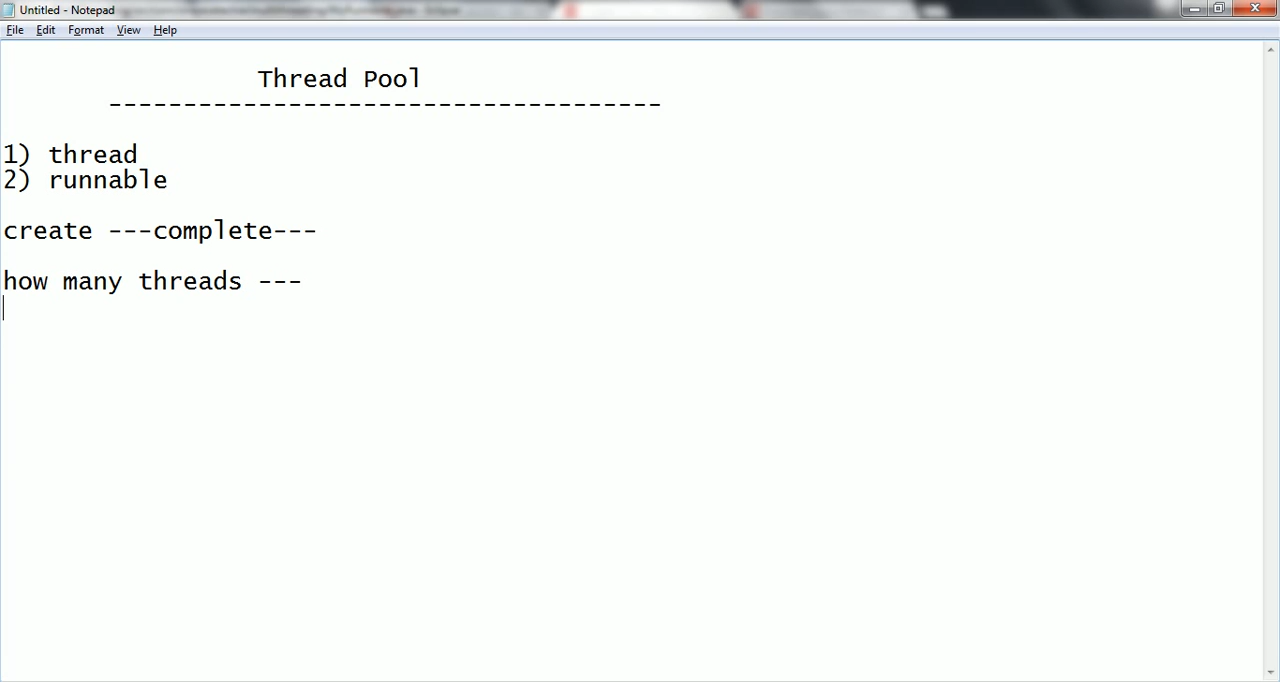 Untitled - Notepad
File Edit Format View Help
Thread Pool
-------------------------------------
1) thread
2) runnable
create ---complete---
how many threads ---